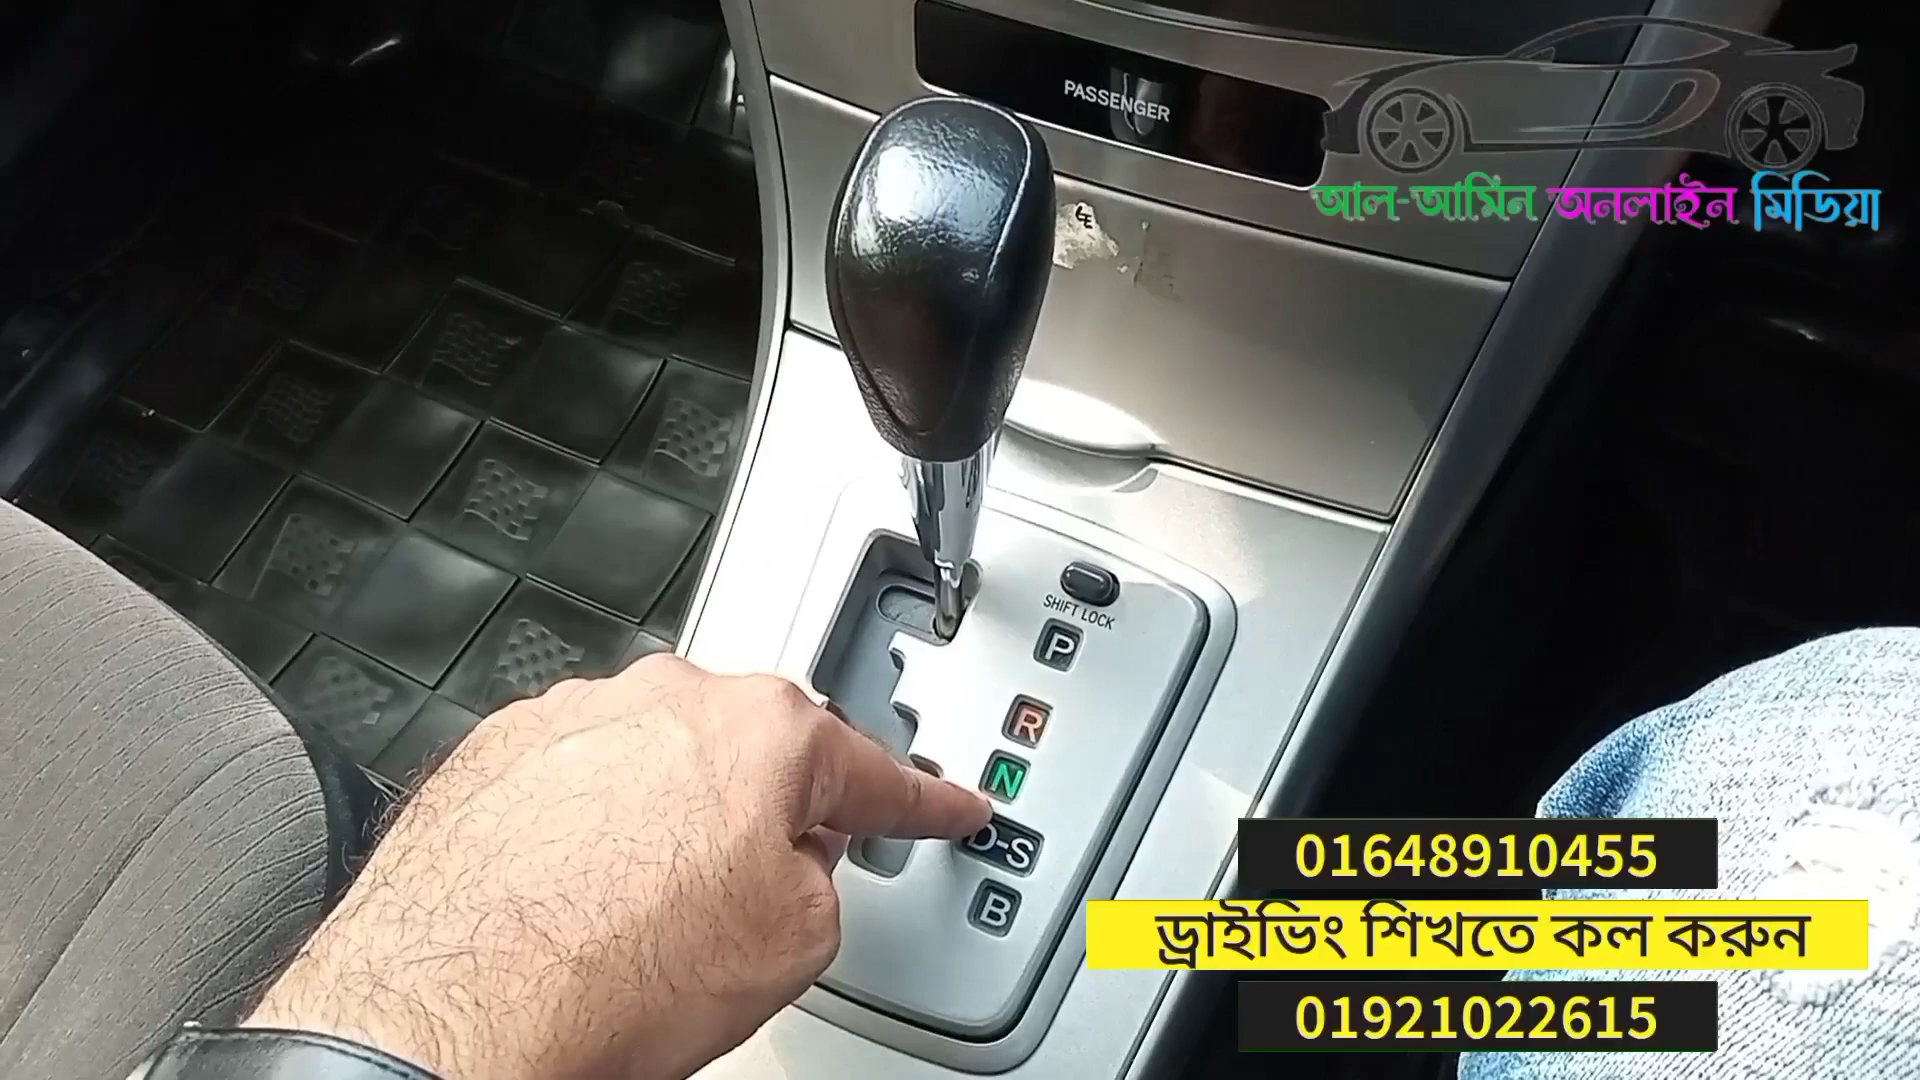 PASSENGER
আল-আমিন অনলাইন মিডিয়া
SHIFT LOCK
P
R
N
D-S
B
01648910455
ড্রাইভিং শিখতে কল করুন
01921022615